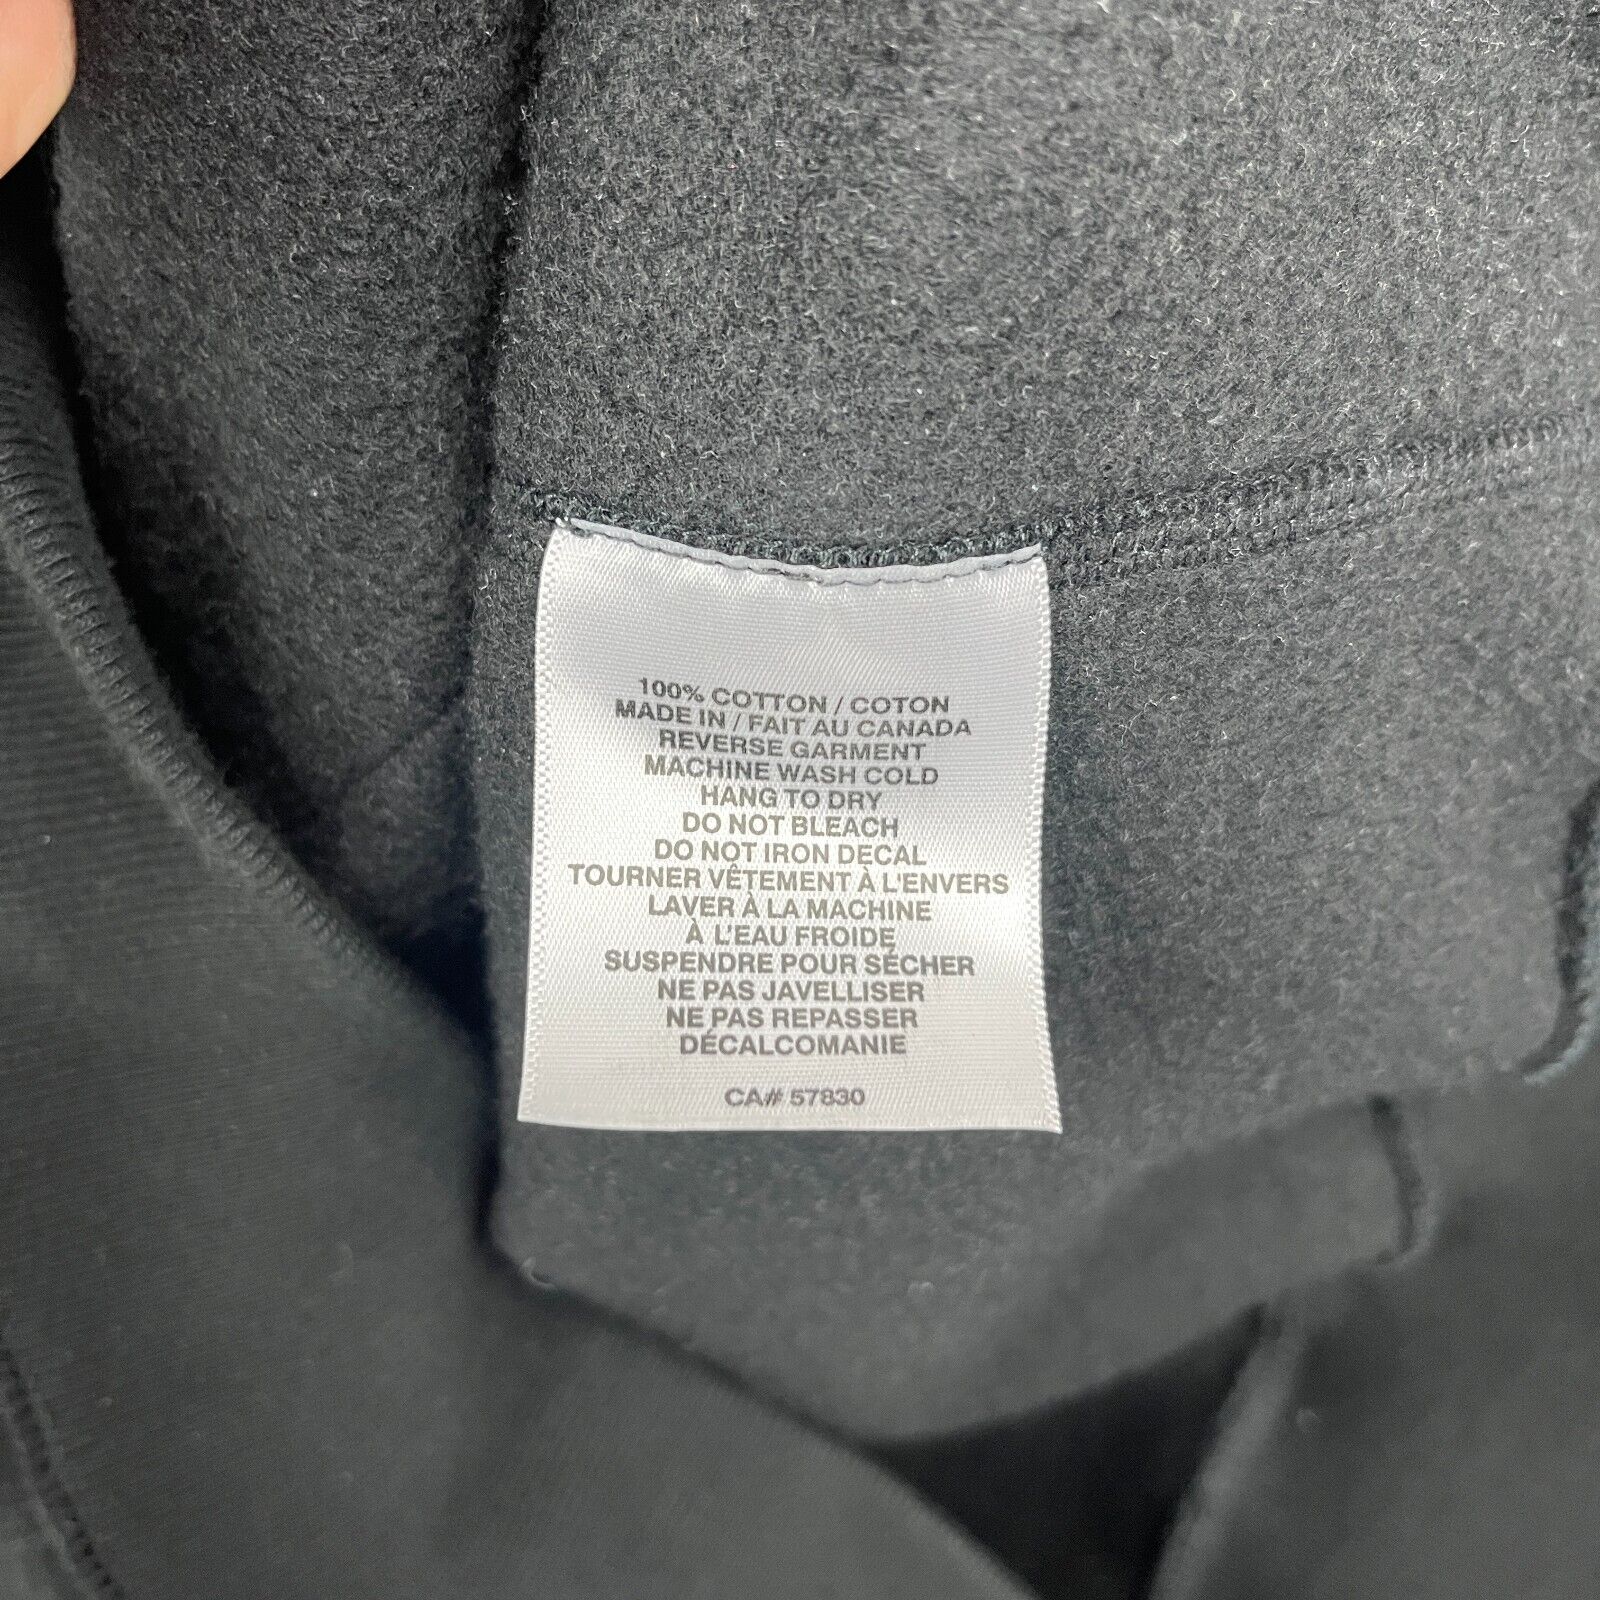 100% COTTON / COTON
MADE IN / FAIT AU CANADA
REVERSE GARMENT
MACHINE WASH COLD
HANG TO DRY
DO NOT BLEACH
DO NOT IRON DECAL
TOURNER VÊTEMENT À L'ENVERS
LAVER À LA MACHINE
À L'EAU FROIDE
SUSPENDRE POUR SÉCHER
NE PAS JAVELLISER
NE PAS REPASSER
DÉCALCOMANIE
CA# 57830